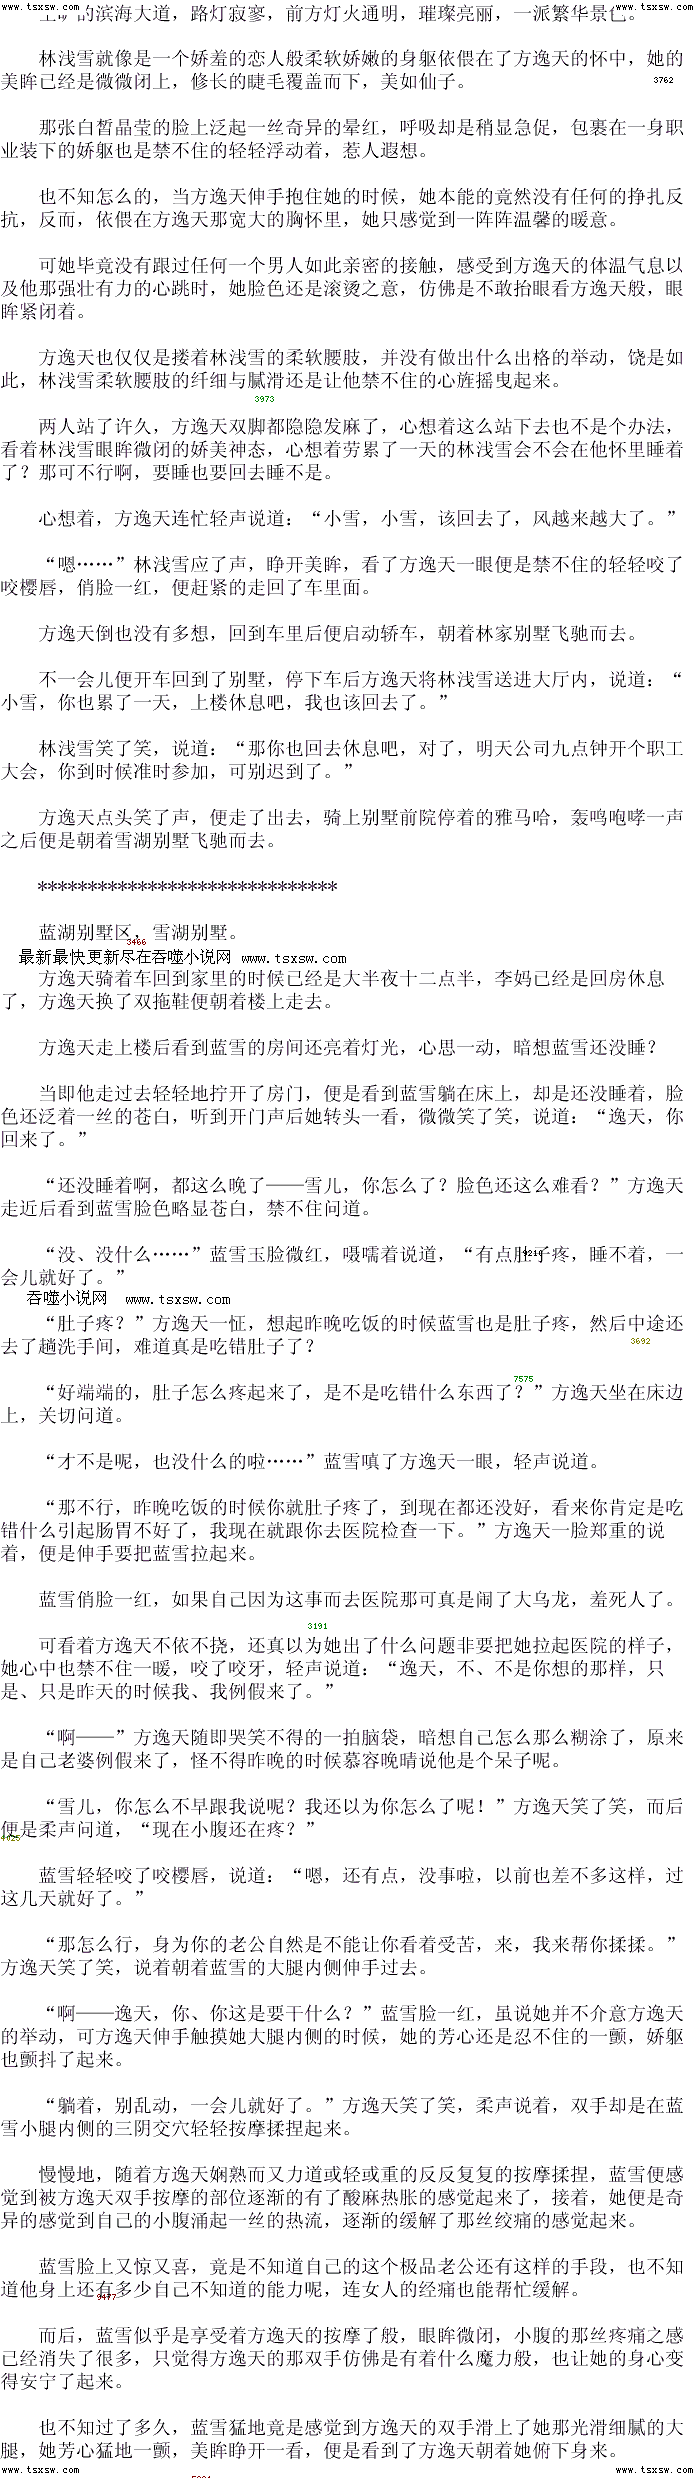 www.tsxsw.com www.tsxsw.com
的滨海大道，路灯寂寥，前方灯火通明，璀璨亮丽，一派繁华景色。
林浅雪就像是一个娇羞的恋人般柔软娇嫩的身躯依偎在了方逸天的怀中，她的
美眸已经是微微闭上，修长的睫毛覆盖而下，美如仙子。
3762
那张白皙晶莹的脸上泛起一丝奇异的晕红，呼吸却是稍显急促，包裹在一身职
业装下的娇躯也是禁不住的轻轻浮动着，惹人遐想。
也不知怎么的，当方逸天伸手抱住她的时候，她本能的竟然没有任何的挣扎反
抗，反而，依偎在方逸天那宽大的胸怀里，她只感觉到一阵阵温馨的暖意。
可她毕竟没有跟过任何一个男人如此亲密的接触，感受到方逸天的体温气息以
及他那强壮有力的心跳时，她脸色还是滚烫之意，仿佛是不敢抬眼看方逸天般，眼
眸紧闭着。
方逸天也仅仅是搂着林浅雪的柔软腰肢，并没有做出什么出格的举动，饶是如
此，林浅雪柔软腰肢的纤细与腻滑还是让他禁不住的心旌摇曳起来。
3973
两人站了许久，方逸天双脚都隐隐发麻了，心想着这么站下去也不是个办法，
看着林浅雪眼眸微闭的娇美神态，心想着劳累了一天的林浅雪会不会在他怀里睡着
了？那可不行啊，要睡也要回去睡不是。
心想着，方逸天连忙轻声说道：“小雪，小雪，该回去了，风越来越大了。”
“嗯……”林浅雪应了声，睁开美眸，看了方逸天一眼便是禁不住的轻轻咬了
咬樱唇，俏脸一红，便赶紧的走回了车里面。
方逸天倒也没有多想，回到车里后便启动轿车，朝着林家别墅飞驰而去。
不一会儿便开车回到了别墅，停下车后方逸天将林浅雪送进大厅内，说道：“
小雪，你也累了一天，上楼休息吧，我也该回去了。”
林浅雪笑了笑，说道：“那你也回去休息吧，对了，明天公司九点钟开个职工
大会，你到时候准时参加，可别迟到了。”
方逸天点头笑了声，便走了出去，骑上别墅前院停着的雅马哈，轰鸣咆哮一声
之后便是朝着雪湖别墅飞驰而去。
******************************
蓝湖别墅区，雪湖别墅。
3466
最新最快更新尽在吞噬小说网 www.tsxsw.com
方逸天骑着车回到家里的时候已经是大半夜十二点半，李妈已经是回房休息
了，方逸天换了双拖鞋便朝着楼上走去。
方逸天走上楼后看到蓝雪的房间还亮着灯光，心思一动，暗想蓝雪还没睡？
当即他走过去轻轻地拧开了房门，便是看到蓝雪躺在床上，却是还没睡着，脸
色还泛着一丝的苍白，听到开门声后她转头一看，微微笑了笑，说道：“逸天，你
回来了。”
“还没睡着啊，都这么晚了——雪儿，你怎么了？脸色还这么难看？”方逸天
走近后看到蓝雪脸色略显苍白，禁不住问道。
“没、没什么……”蓝雪玉脸微红，嗫嚅着说道，“有点肚子疼，睡不着，一
会儿就好了。”
吞噬小说网 www.tsxsw.com
“肚子疼？”方逸天一怔，想起昨晚吃饭的时候蓝雪也是肚子疼，然后中途还
去了趟洗手间，难道真是吃错肚子了？
3692
7575
“好端端的，肚子怎么疼起来了，是不是吃错什么东西了？”方逸天坐在床边
上，关切问道。
“才不是呢，也没什么的啦……”蓝雪嗔了方逸天一眼，轻声说道。
“那不行，昨晚吃饭的时候你就肚子疼了，到现在都还没好，看来你肯定是吃
错什么引起肠胃不好了，我现在就跟你去医院检查一下。”方逸天一脸郑重的说
着，便是伸手要把蓝雪拉起来。
蓝雪俏脸一红，如果自己因为这事而去医院那可真是闹了大乌龙，羞死人了。
3191
可看着方逸天不依不挠，还真以为她出了什么问题非要把她拉起医院的样子，
她心中也禁不住一暖，咬了咬牙，轻声说道：“逸天，不、不是你想的那样，只
是、只是昨天的时候我、我例假来了。”
“啊——”方逸天随即哭笑不得的一拍脑袋，暗想自己怎么那么糊涂了，原来
是自己老婆例假来了，怪不得昨晚的时候慕容晚晴说他是个呆子呢。
“雪儿，你怎么不早跟我说呢？我还以为你怎么了呢！”方逸天笑了笑，而后
便是柔声问道，“现在小腹还在疼？”
蓝雪轻轻咬了咬樱唇，说道：“嗯，还有点，没事啦，以前也差不多这样，过
这几天就好了。”
“那怎么行，身为你的老公自然是不能让你看着受苦，来，我来帮你揉揉。”
方逸天笑了笑，说着朝着蓝雪的大腿内侧伸手过去。
“啊——逸天，你、你这是要干什么？”蓝雪脸一红，虽说她并不介意方逸天
的举动，可方逸天伸手触摸她大腿内侧的时候，她的芳心还是忍不住的一颤，娇躯
也颤抖了起来。
“躺着，别乱动，一会儿就好了。”方逸天笑了笑，柔声说着，双手却是在蓝
雪小腿内侧的三阴交穴轻轻按摩揉捏起来。
慢慢地，随着方逸天娴熟而又力道或轻或重的反反复复的按摩揉捏，蓝雪便感
觉到被方逸天双手按摩的部位逐渐的有了酸麻热胀的感觉起来了，接着，她便是奇
异的感觉到自己的小腹涌起一丝的热流，逐渐的缓解了那丝绞痛的感觉起来。
蓝雪脸上又惊又喜，竟是不知道自己的这个极品老公还有这样的手段，也不知
道他身上还有多少自己不知道的能力呢，连女人的经痛也能帮忙缓解。
而后，蓝雪似乎是享受着方逸天的按摩了般，眼眸微闭，小腹的那丝疼痛之感
已经消失了很多，只觉得方逸天的那双手仿佛是有着什么魔力般，也让她的身心变
得安宁了起来。
也不知过了多久，蓝雪猛地竟是感觉到方逸天的双手滑上了她那光滑细腻的大
腿，她芳心猛地一颤，美眸睁开一看，便是看到了方逸天朝着她俯下身来。
www.tsxsw.com www.tsxsw.com